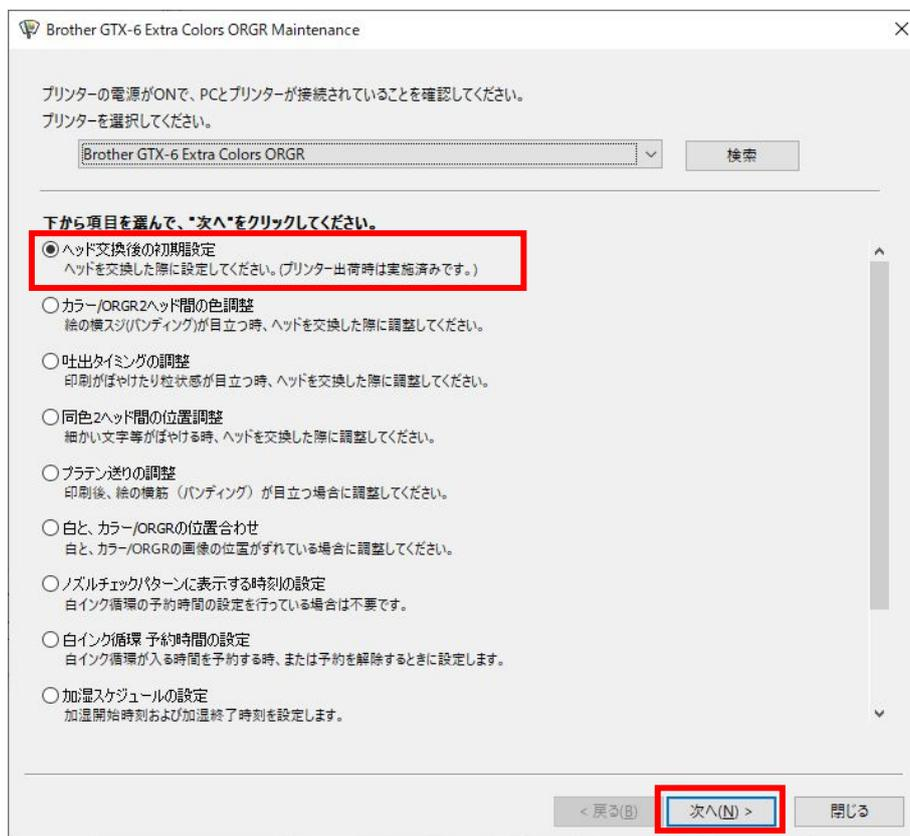 Brother GTX-6 Extra Colors ORGR Maintenance
プリンターの電源がONで、PCとプリンターが接続されていることを確認してください。
プリンターを選択してください。
Brother GTX-6 Extra Colors ORGR
検索
下から項目を選んで、"次へ"をクリックしてください。
ヘッド交換後の初期設定
ヘッドを交換した際に設定してください。(プリンター出荷時は実施済みです。)
カラー/ORGR2ヘッド間の色調整
絵の横スジ(バンディング)が目立つ時、ヘッドを交換した際に調整してください。
吐出タイミングの調整
印刷がぼやけたり粒状感が目立つ時、ヘッドを交換した際に調整してください。
同色2ヘッド間の位置調整
細かい文字等がぼやける時、ヘッドを交換した際に調整してください。
プラテン送りの調整
印刷後、絵の横筋（バンディング）が目立つ場合に調整してください。
白と、カラー/ORGRの位置合わせ
白と、カラー/ORGRの画像の位置がずれている場合に調整してください。
ノズルチェックパターンに表示する時刻の設定
白インク循環の予約時間の設定を行っている場合は不要です。
白インク循環 予約時間の設定
白インク循環が入る時間を予約する時、または予約を解除するときに設定します。
加湿スケジュールの設定
加湿開始時刻および加湿終了時刻を設定します。
< 戻る(B)
次へ(N) >
閉じる